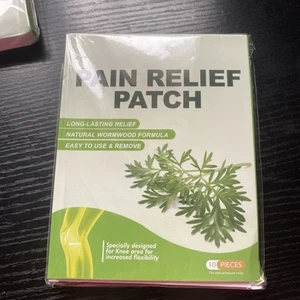 PAIN RELIEF
PATCH
LONG-LASTING RELIEF
NATURAL WORMWOOD FORMULA
EASY TO USE & REMOVE
Specially designed
for Knee area for
increased flexibility
10 PIECES